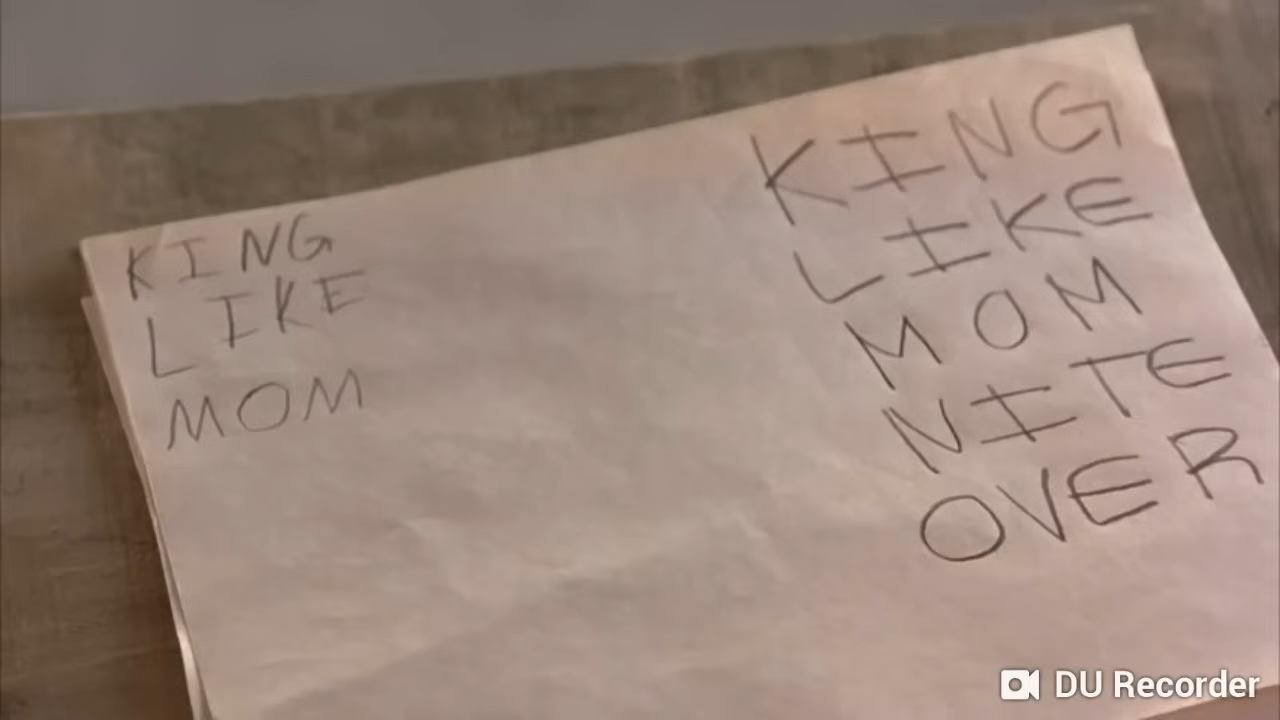 KING
LIKE
MOM
KING
LIKE
MOM
NITE
OVER
DU Recorder